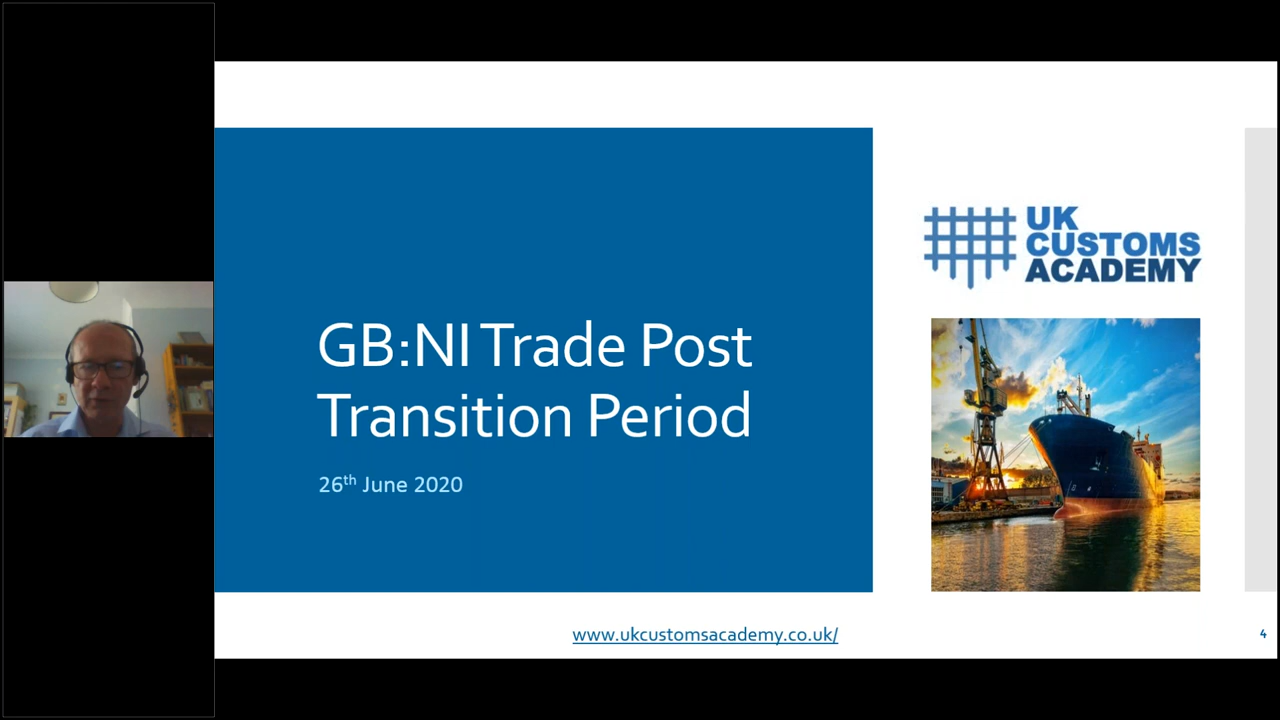 UK
CUSTOMS
ACADEMY
GB:NI Trade Post
Transition Period
26th June 2020
www.ukcustomsacademy.co.uk/
4